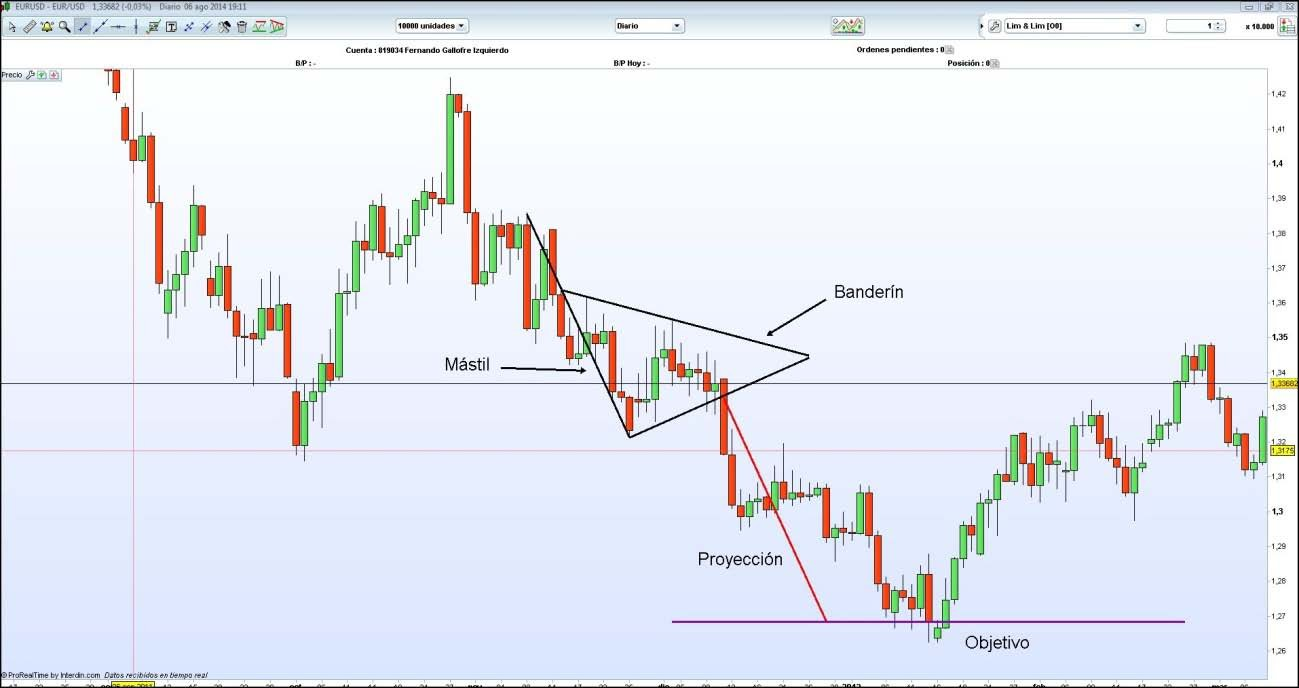 EURUSD - EUR/USD 1,33682 (-0,03%) Diario 06 ago 2014 19:11
10000 unidades
Diario
Lim & Lim [O0]
1
x 10.000
Cuenta : 819034 Fernando Gallofre Izquierdo
Ordenes pendientes : 0
B/P : -
B/P Hoy : -
Posición : 0
Precio
1,42
1,41
1,4
1,39
1,38
1,37
1,36
1,35
1,34
1,33682
1,33
1,32
1,3175
1,31
1,3
1,29
1,28
1,27
1,26
Banderín
Mástil
Proyección
Objetivo
© ProRealTime by Interdin.com Datos recibidos en tiempo real
nov
dic
2012
feb
mar